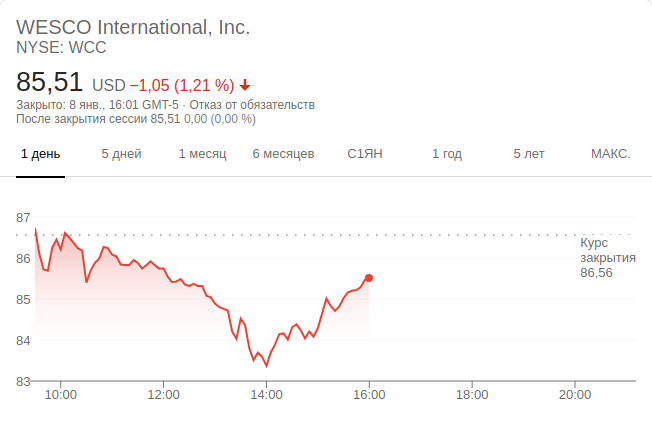 WESCO International, Inc.
NYSE: WCC
85,51 USD −1,05 (1,21 %)
Закрыто: 8 янв., 16:01 GMT-5 · Отказ от обязательств
После закрытия сессии 85,51 0,00 (0,00 %)
1 день 5 дней 1 месяц 6 месяцев С1ЯН 1 год 5 лет МАКС.
87
Курс
закрытия
86,56
86
85
84
83
10:00 12:00 14:00 16:00 18:00 20:00